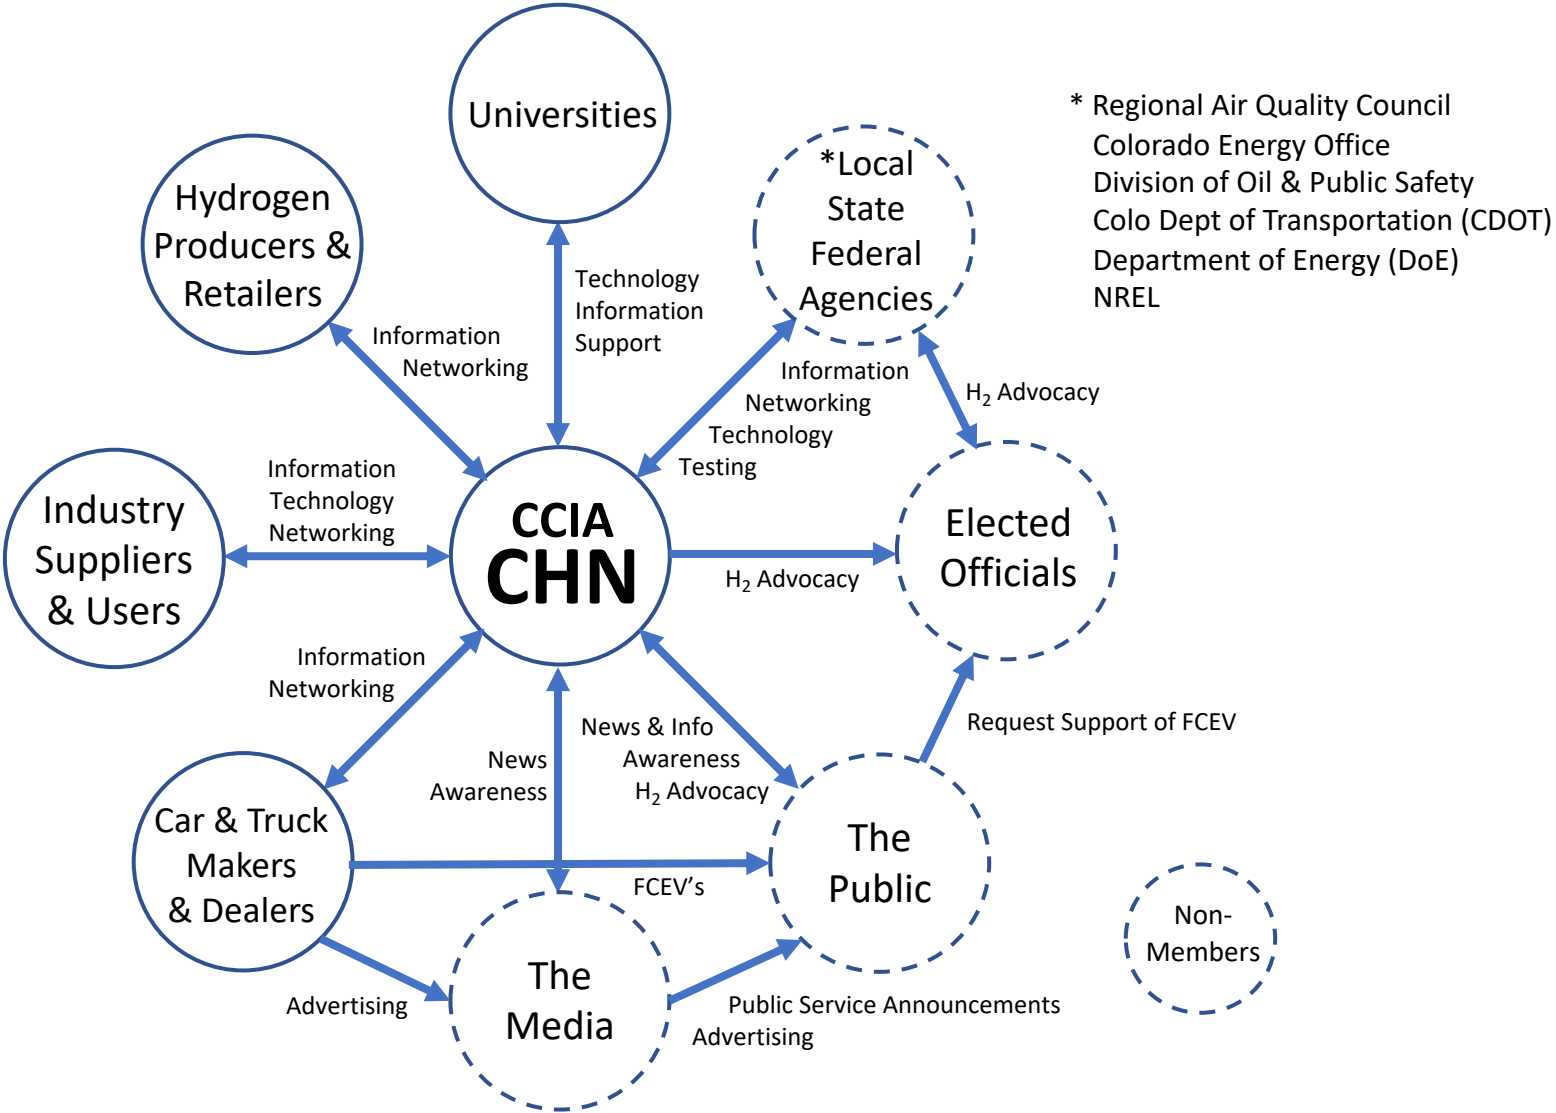 Universities
* Regional Air Quality Council
Colorado Energy Office
Division of Oil & Public Safety
Colo Dept of Transportation (CDOT)
Department of Energy (DoE)
NREL
*Local
State
Federal
Agencies
Hydrogen
Producers &
Retailers
Technology
Information
Support
Information
Networking
Information
Networking
Technology
Testing
H₂ Advocacy
Industry
Suppliers
& Users
Information
Technology
Networking
CCIA
CHN
H₂ Advocacy
Elected
Officials
Information
Networking
News
Awareness
News & Info
Awareness
H₂ Advocacy
Request Support of FCEV
Car & Truck
Makers
& Dealers
FCEV's
The
Public
Non-
Members
Advertising
The
Media
Public Service Announcements
Advertising